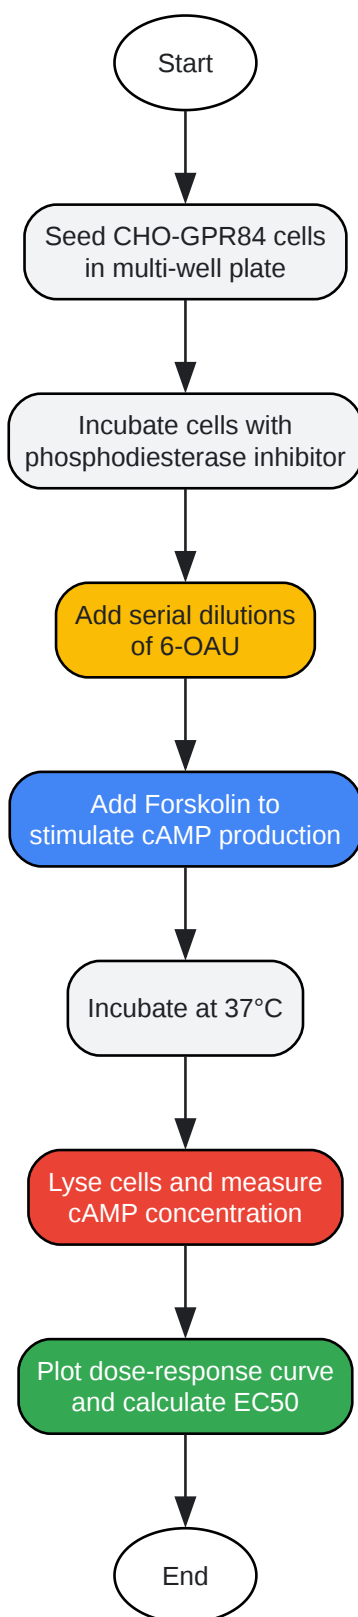 Start
Seed CHO-GPR84 cells
in multi-well plate
Incubate cells with
phosphodiesterase inhibitor
Add serial dilutions
of 6-OAU
Add Forskolin to
stimulate cAMP production
Incubate at 37°C
Lyse cells and measure
cAMP concentration
Plot dose-response curve
and calculate EC50
End